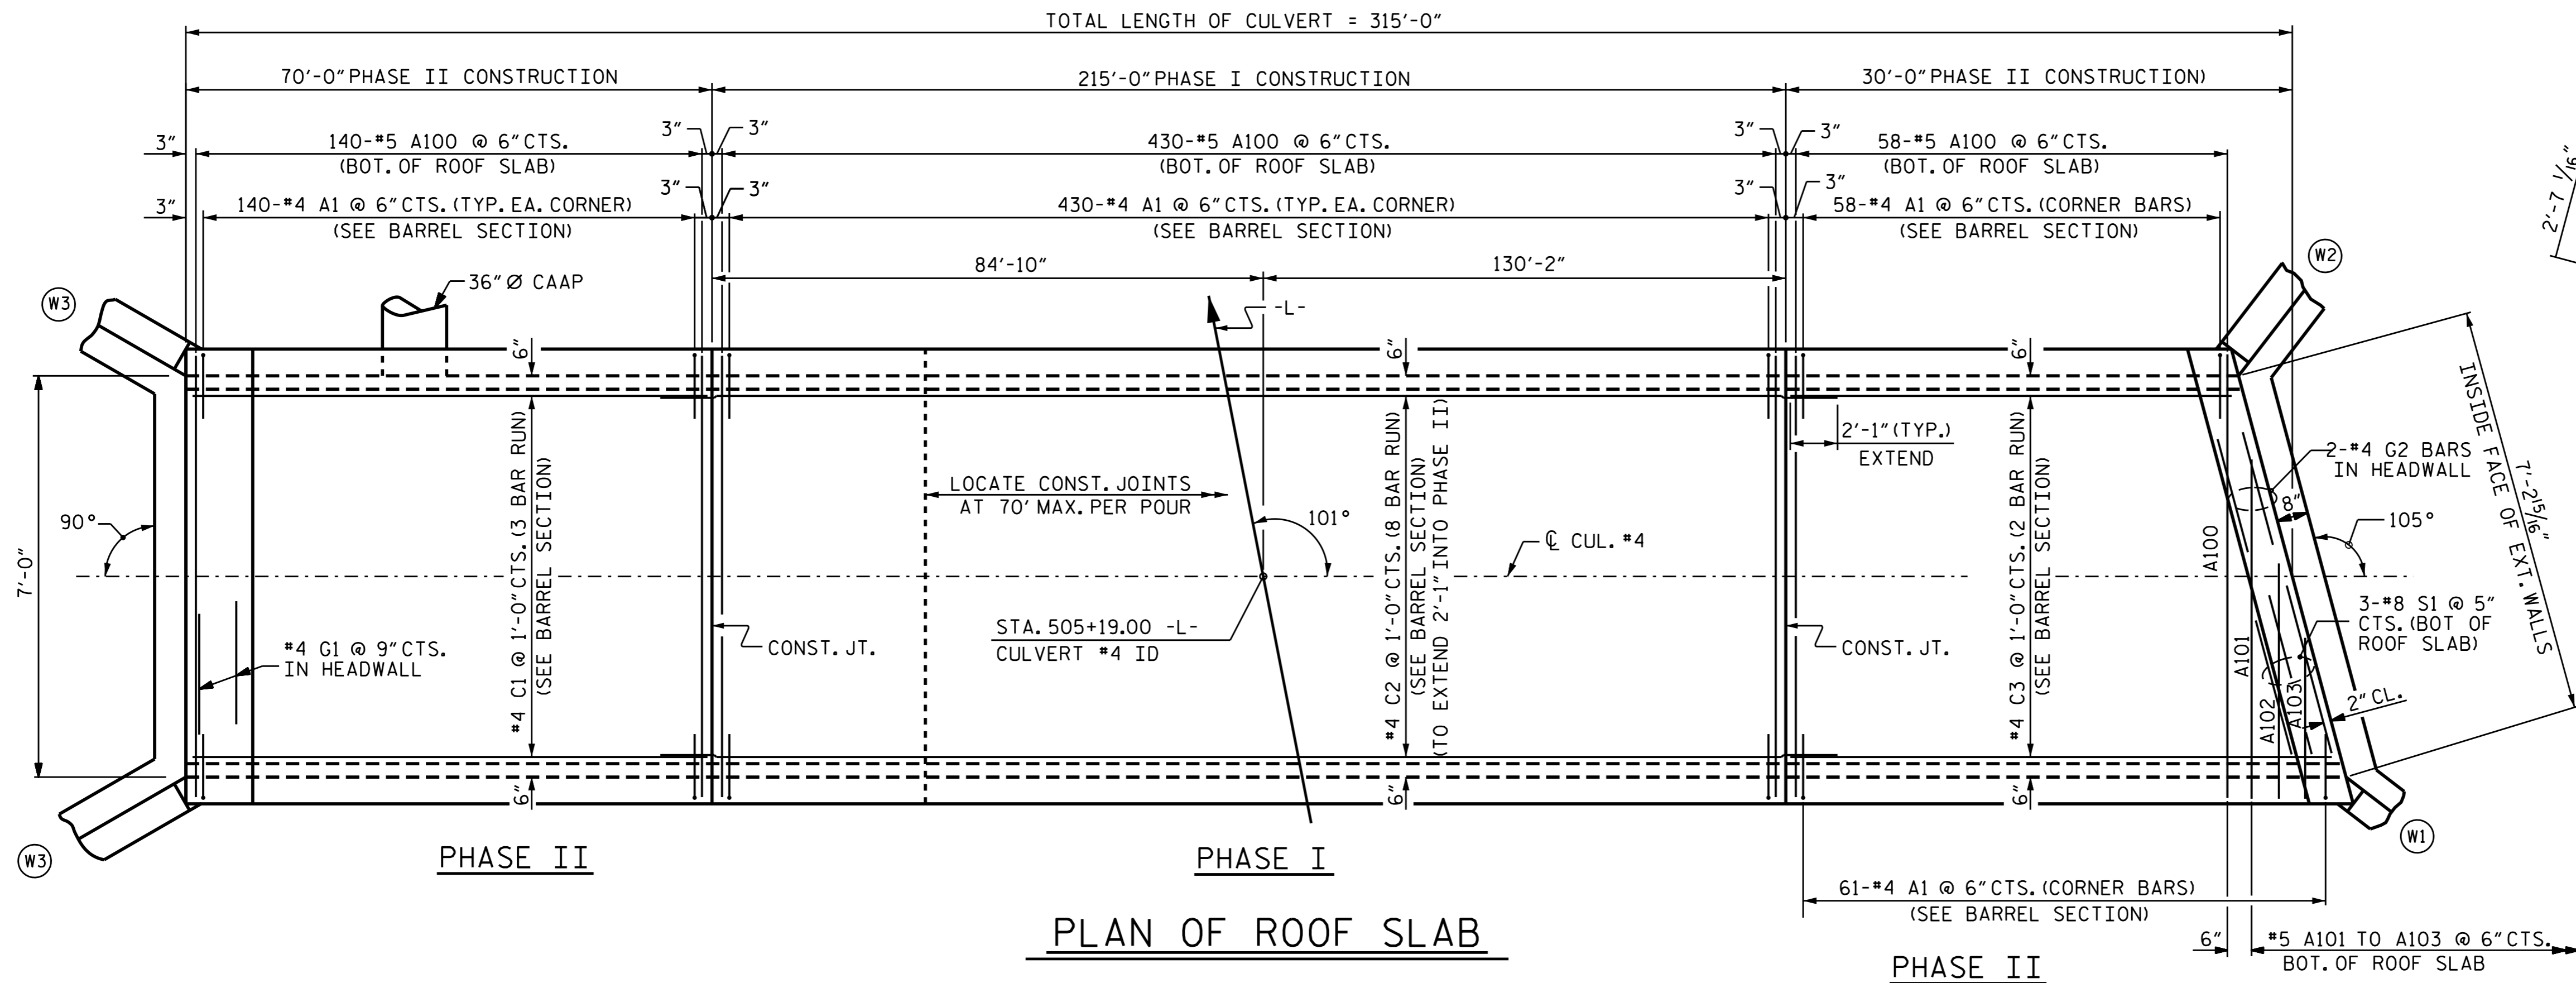 TOTAL LENGTH OF CULVERT = 315'-0"
70'-0" PHASE II CONSTRUCTION
215'-0" PHASE I CONSTRUCTION
30'-0" PHASE II CONSTRUCTION)
3"
140-#5 A100 @ 6" CTS.
(BOT. OF ROOF SLAB)
3"
3"
430-#5 A100 @ 6" CTS.
(BOT. OF ROOF SLAB)
3"
3"
58-#5 A100 @ 6" CTS.
(BOT. OF ROOF SLAB)
3"
140-#4 A1 @ 6" CTS. (TYP. EA. CORNER)
(SEE BARREL SECTION)
3"
3"
430-#4 A1 @ 6" CTS. (TYP. EA. CORNER)
(SEE BARREL SECTION)
3"
3"
58-#4 A1 @ 6" CTS. (CORNER BARS)
(SEE BARREL SECTION)
2'-7 1/16"
84'-10"
130'-2"
W3
36" Ø CAAP
-L-
W2
6"
6"
6"
7'-0"
90°
#4 C1 @ 1'-0" CTS. (3 BAR RUN)
(SEE BARREL SECTION)
LOCATE CONST. JOINTS
AT 70' MAX. PER POUR
101°
#4 C2 @ 1'-0" CTS. (8 BAR RUN)
(SEE BARREL SECTION)
(TO EXTEND 2'-1" INTO PHASE II)
2'-1" (TYP.)
EXTEND
℄ CUL. #4
#4 C3 @ 1'-0" CTS. (2 BAR RUN)
(SEE BARREL SECTION)
2-#4 G2 BARS
IN HEADWALL
8"
105°
7'-2 15/16"
INSIDE FACE OF EXT. WALLS
A100
A101
A102
A103
3-#8 S1 @ 5"
CTS. (BOT OF
ROOF SLAB)
2" CL.
#4 G1 @ 9" CTS.
IN HEADWALL
CONST. JT.
STA. 505+19.00 -L-
CULVERT #4 ID
CONST. JT.
6"
6"
6"
W3
W1
PHASE II
PHASE I
61-#4 A1 @ 6" CTS. (CORNER BARS)
(SEE BARREL SECTION)
PLAN OF ROOF SLAB
6"
#5 A101 TO A103 @ 6" CTS.
BOT. OF ROOF SLAB
PHASE II